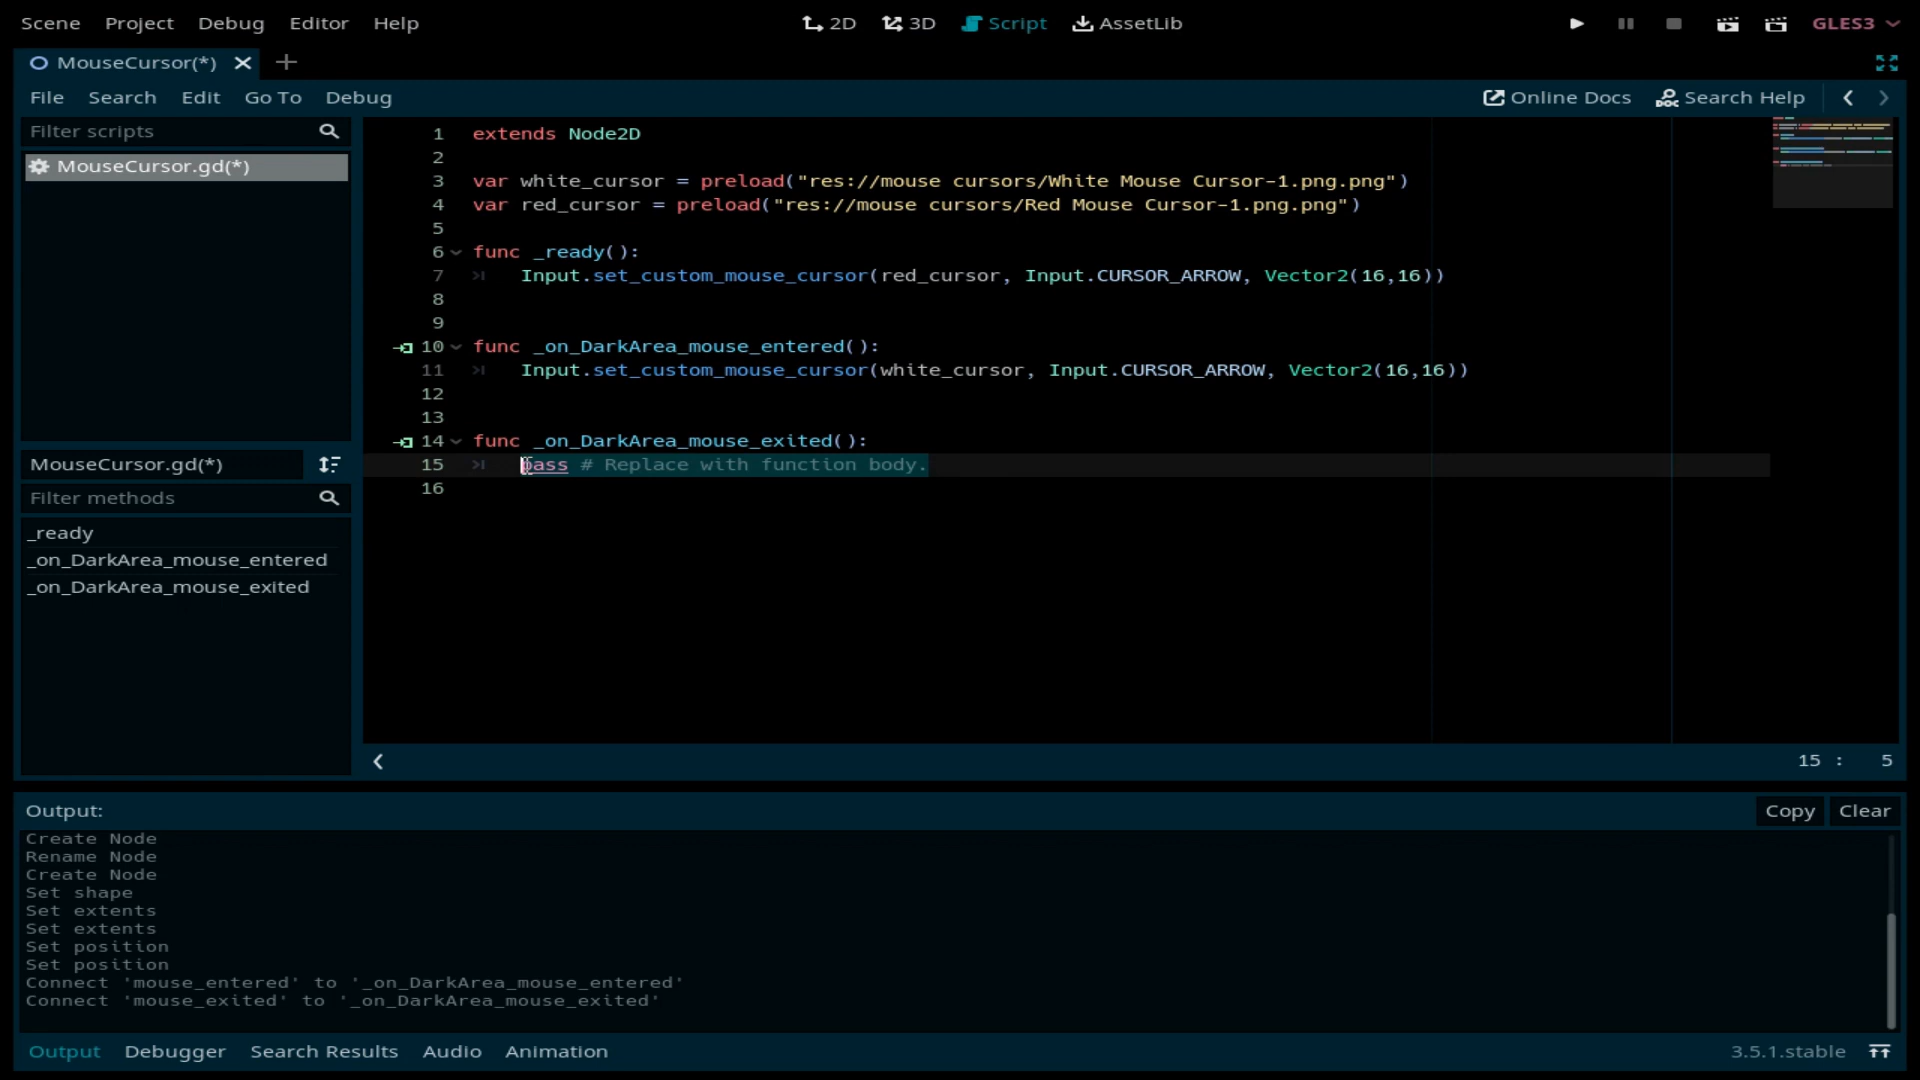 Scene Project Debug Editor Help 2D 3D Script AssetLib GLES3
MouseCursor(*)
File Search Edit Go To Debug Online Docs Search Help
Filter scripts
MouseCursor.gd(*)
1 extends Node2D
2
3 var white_cursor = preload("res://mouse cursors/White Mouse Cursor-1.png.png")
4 var red_cursor = preload("res://mouse cursors/Red Mouse Cursor-1.png.png")
5
6 func _ready():
7 Input.set_custom_mouse_cursor(red_cursor, Input.CURSOR_ARROW, Vector2(16,16))
8
9
10 func _on_DarkArea_mouse_entered():
11 Input.set_custom_mouse_cursor(white_cursor, Input.CURSOR_ARROW, Vector2(16,16))
12
13
14 func _on_DarkArea_mouse_exited():
15 pass # Replace with function body.
16
MouseCursor.gd(*)
Filter methods
_ready
_on_DarkArea_mouse_entered
_on_DarkArea_mouse_exited
15 : 5
Output: Copy Clear
Create Node
Rename Node
Create Node
Set shape
Set extents
Set extents
Set position
Set position
Connect 'mouse_entered' to '_on_DarkArea_mouse_entered'
Connect 'mouse_exited' to '_on_DarkArea_mouse_exited'
Output Debugger Search Results Audio Animation 3.5.1.stable